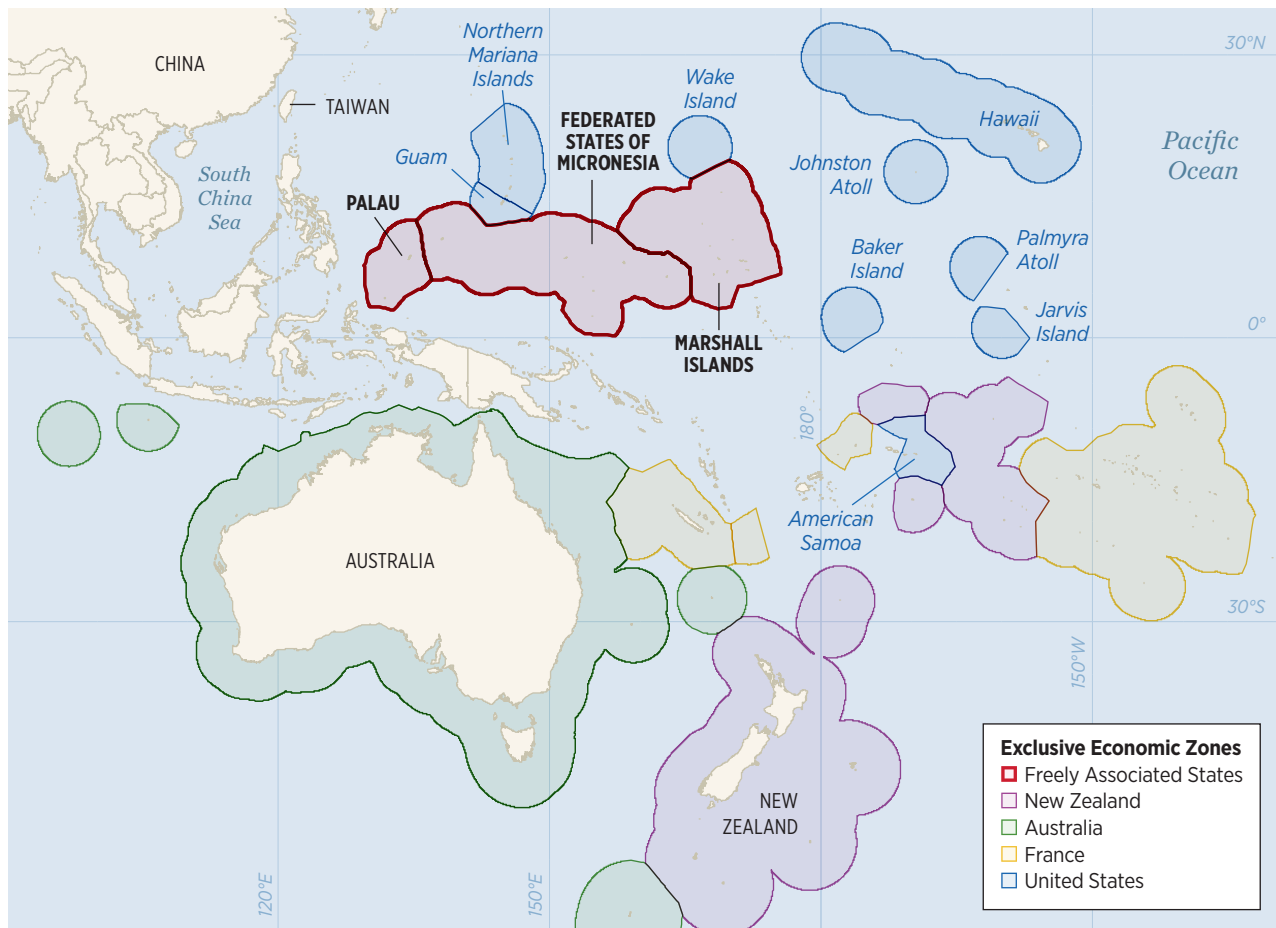 Northern
Mariana
Islands
30°N
CHINA
Wake
Island
TAIWAN
FEDERATED
STATES OF
MICRONESIA
Hawaii
Pacific
Ocean
Guam
Johnston
Atoll
South
China
Sea
PALAU
Baker
Island
Palmyra
Atoll
Jarvis
Island
0°
MARSHALL
ISLANDS
180°
American
Samoa
AUSTRALIA
30°S
150°W
NEW
ZEALAND
120°E
150°E
Exclusive Economic Zones
Freely Associated States
New Zealand
Australia
France
United States